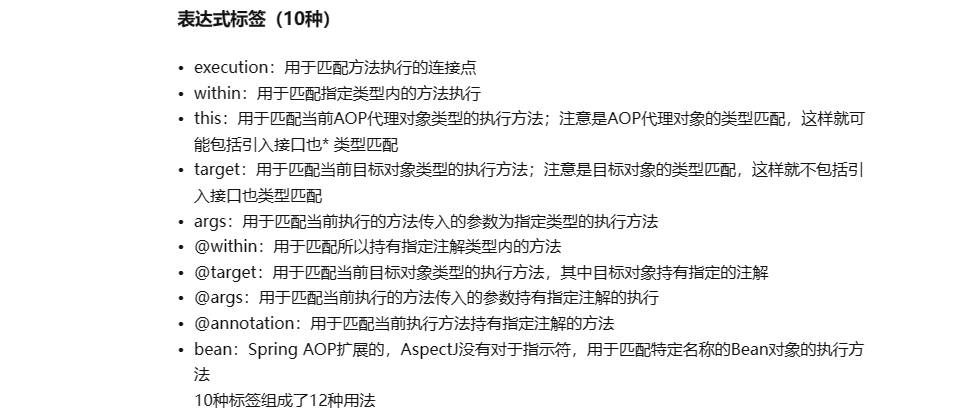 表达式标签（10种）
• execution：用于匹配方法执行的连接点
• within：用于匹配指定类型内的方法执行
• this：用于匹配当前AOP代理对象类型的执行方法；注意是AOP代理对象的类型匹配，这样就可
能包括引入接口也* 类型匹配
• target：用于匹配当前目标对象类型的执行方法；注意是目标对象的类型匹配，这样就不包括引
入接口也类型匹配
• args：用于匹配当前执行的方法传入的参数为指定类型的执行方法
• @within：用于匹配所以持有指定注解类型内的方法
• @target：用于匹配当前目标对象类型的执行方法，其中目标对象持有指定的注解
• @args：用于匹配当前执行的方法传入的参数持有指定注解的执行
• @annotation：用于匹配当前执行方法持有指定注解的方法
• bean：Spring AOP扩展的，AspectJ没有对于指示符，用于匹配特定名称的Bean对象的执行方
法
10种标签组成了12种用法